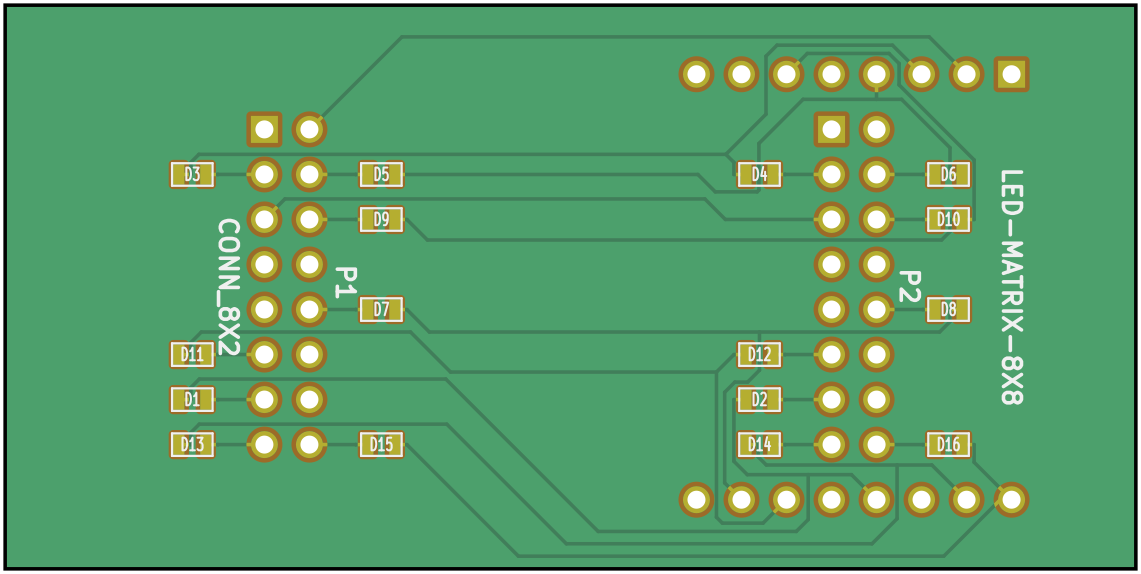 D3
D5
D4
D6
D9
D10
CONN_8X2
P1
P2
LED-MATRIX-8X8
D7
D8
D11
D12
D1
D2
D13
D15
D14
D16